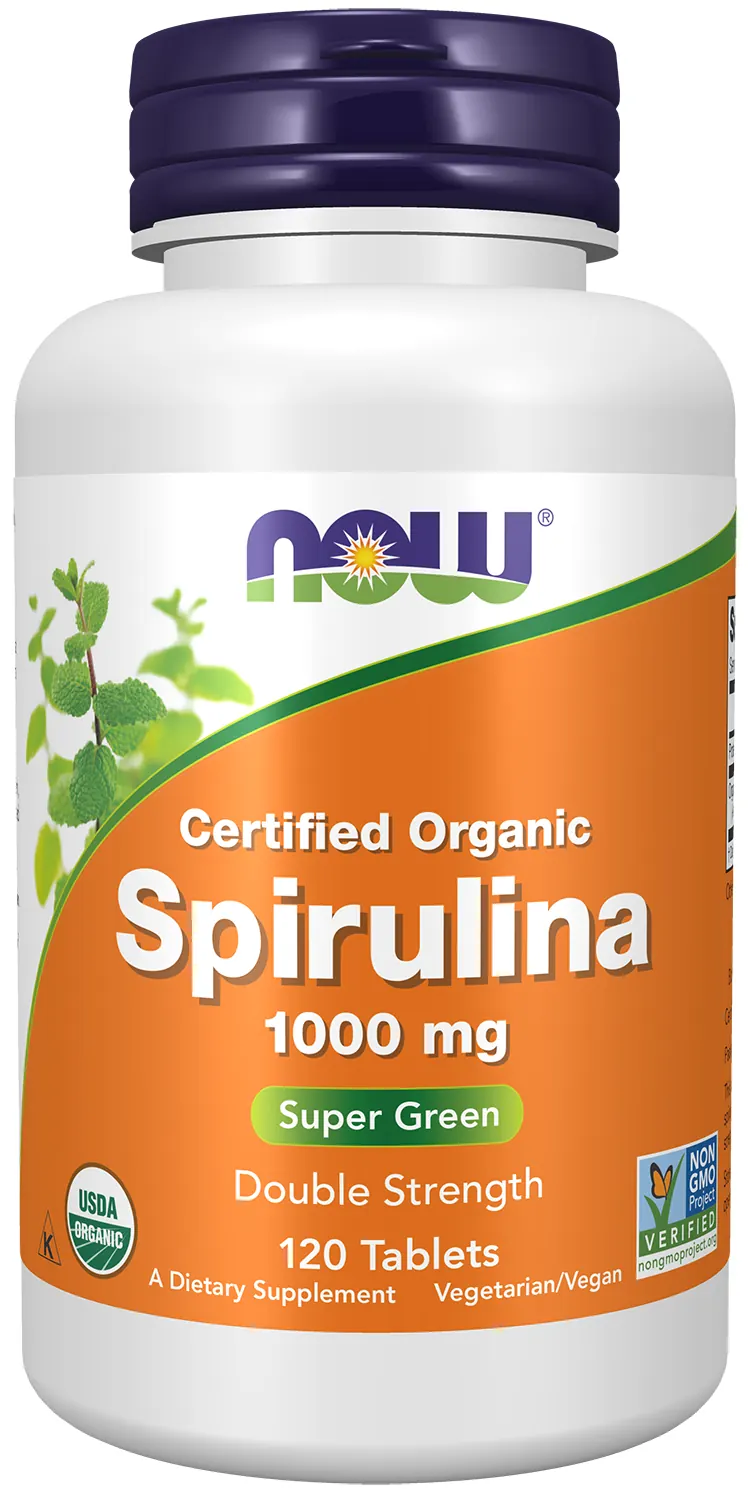 now®
Certified Organic
Spirulina
1000 mg
Super Green
Double Strength
120 Tablets
A Dietary Supplement Vegetarian/Vegan
USDA
ORGANIC
K
NON
GMO
Project
VERIFIED
nongmoproject.org